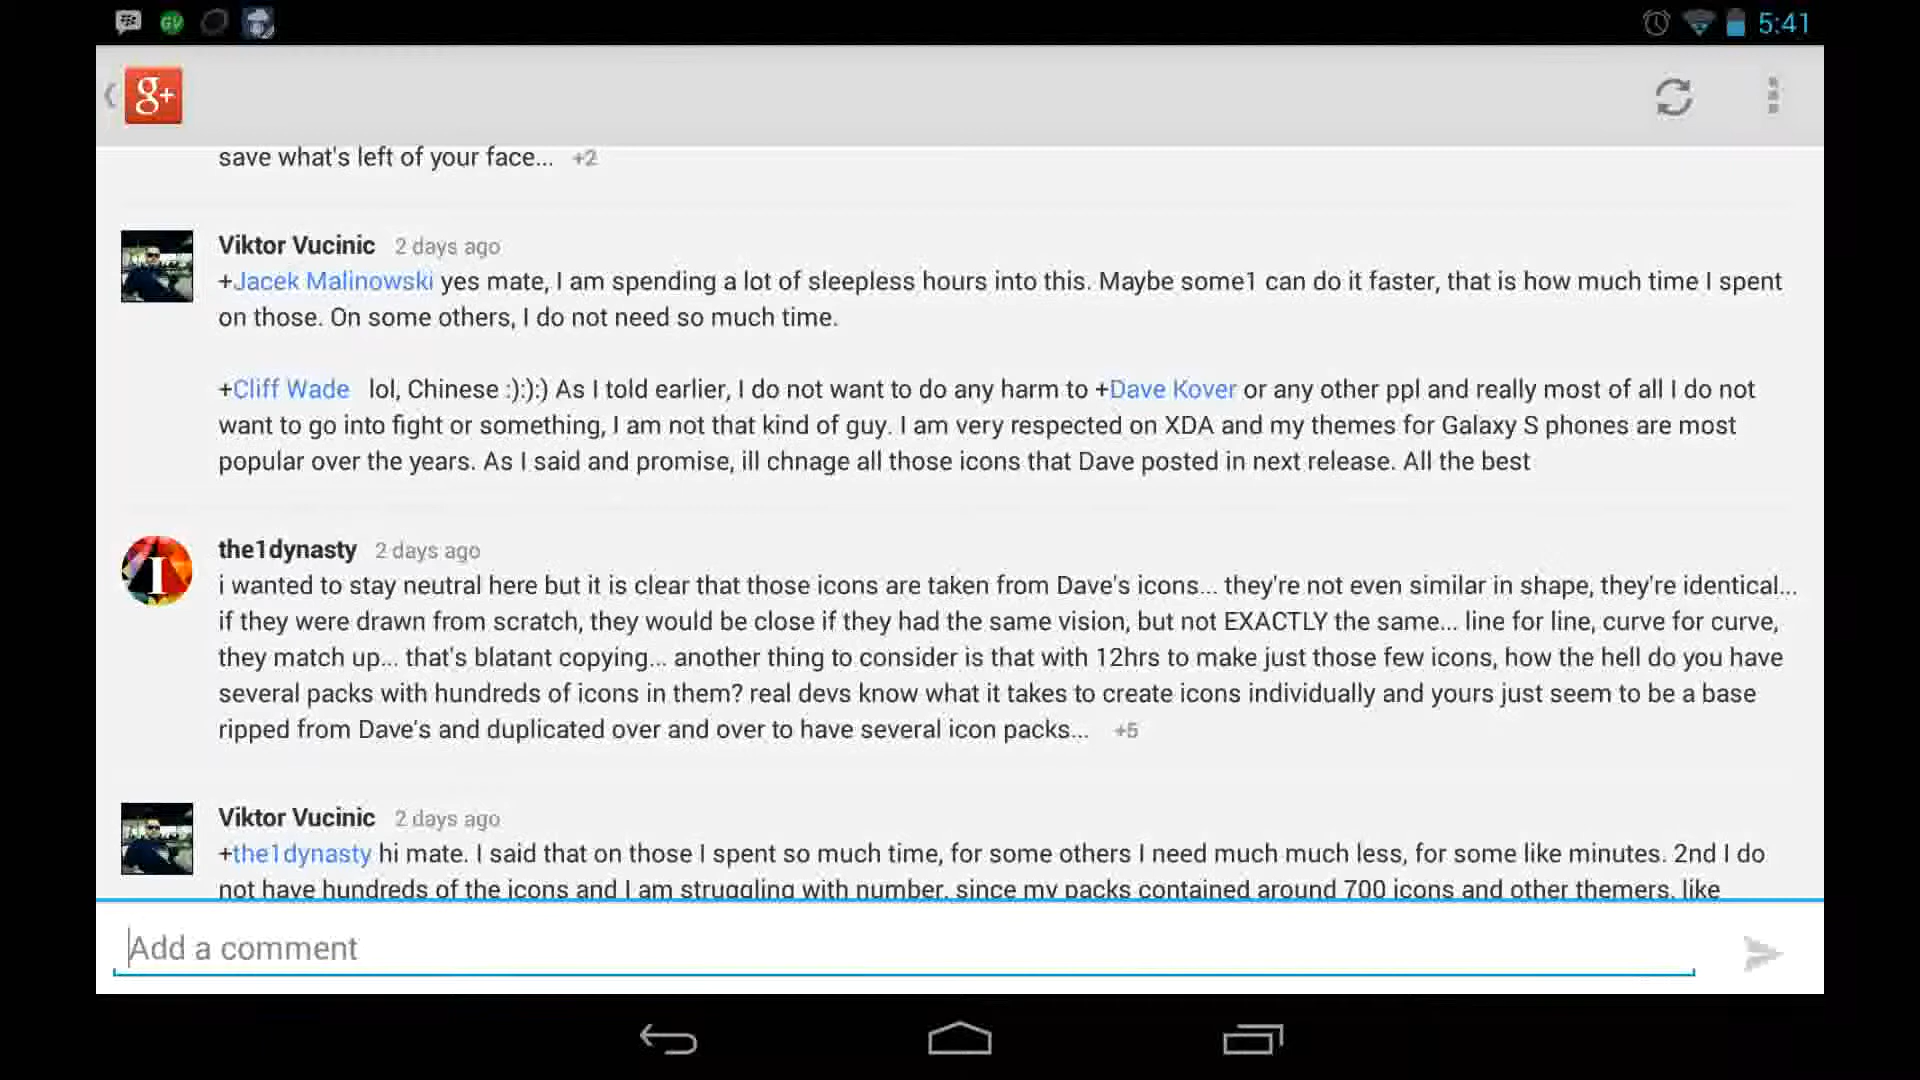 GV
5:41
g+
save what's left of your face... +2
Viktor Vucinic 2 days ago
+Jacek Malinowski yes mate, I am spending a lot of sleepless hours into this. Maybe some1 can do it faster, that is how much time I spent
on those. On some others, I do not need so much time.
+Cliff Wade lol, Chinese :):):) As I told earlier, I do not want to do any harm to +Dave Kover or any other ppl and really most of all I do not
want to go into fight or something, I am not that kind of guy. I am very respected on XDA and my themes for Galaxy S phones are most
popular over the years. As I said and promise, ill chnage all those icons that Dave posted in next release. All the best
the1dynasty 2 days ago
i wanted to stay neutral here but it is clear that those icons are taken from Dave's icons... they're not even similar in shape, they're identical...
if they were drawn from scratch, they would be close if they had the same vision, but not EXACTLY the same... line for line, curve for curve,
they match up... that's blatant copying... another thing to consider is that with 12hrs to make just those few icons, how the hell do you have
several packs with hundreds of icons in them? real devs know what it takes to create icons individually and yours just seem to be a base
ripped from Dave's and duplicated over and over to have several icon packs... +5
Viktor Vucinic 2 days ago
+the1dynasty hi mate. I said that on those I spent so much time, for some others I need much much less, for some like minutes. 2nd I do
not have hundreds of the icons and I am struggling with number, since my packs contained around 700 icons and other themers, like
Add a comment